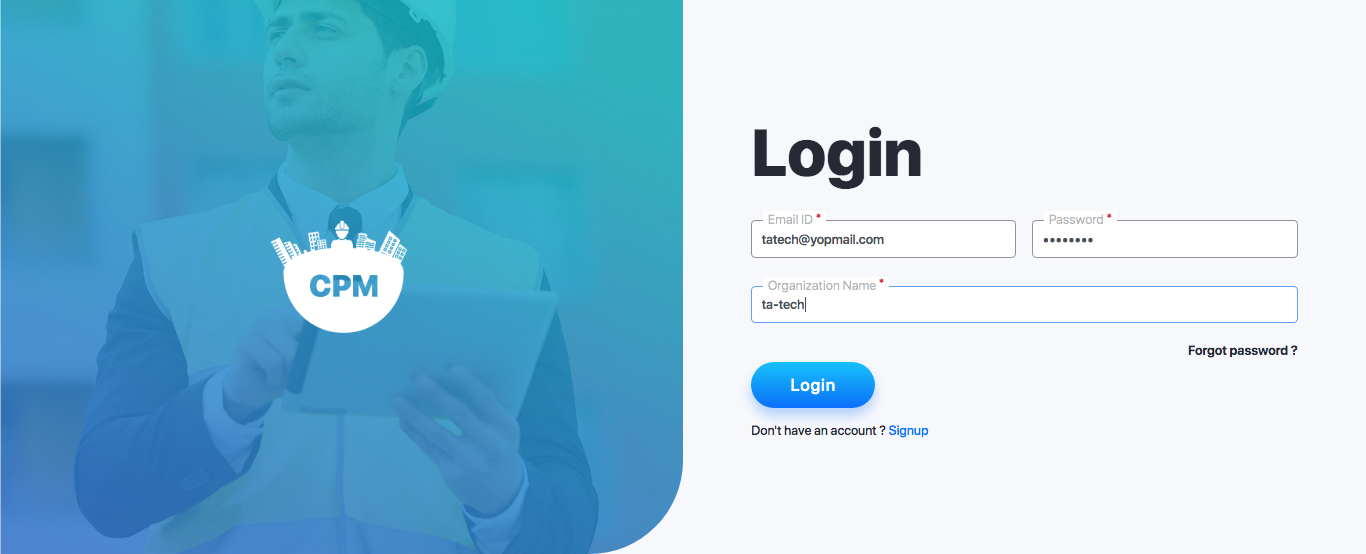 CPM
Login
Email ID *
Password *
tatech@yopmail.com
••••••••
Organization Name *
ta-tech
Forgot password ?
Login
Don't have an account ? Signup